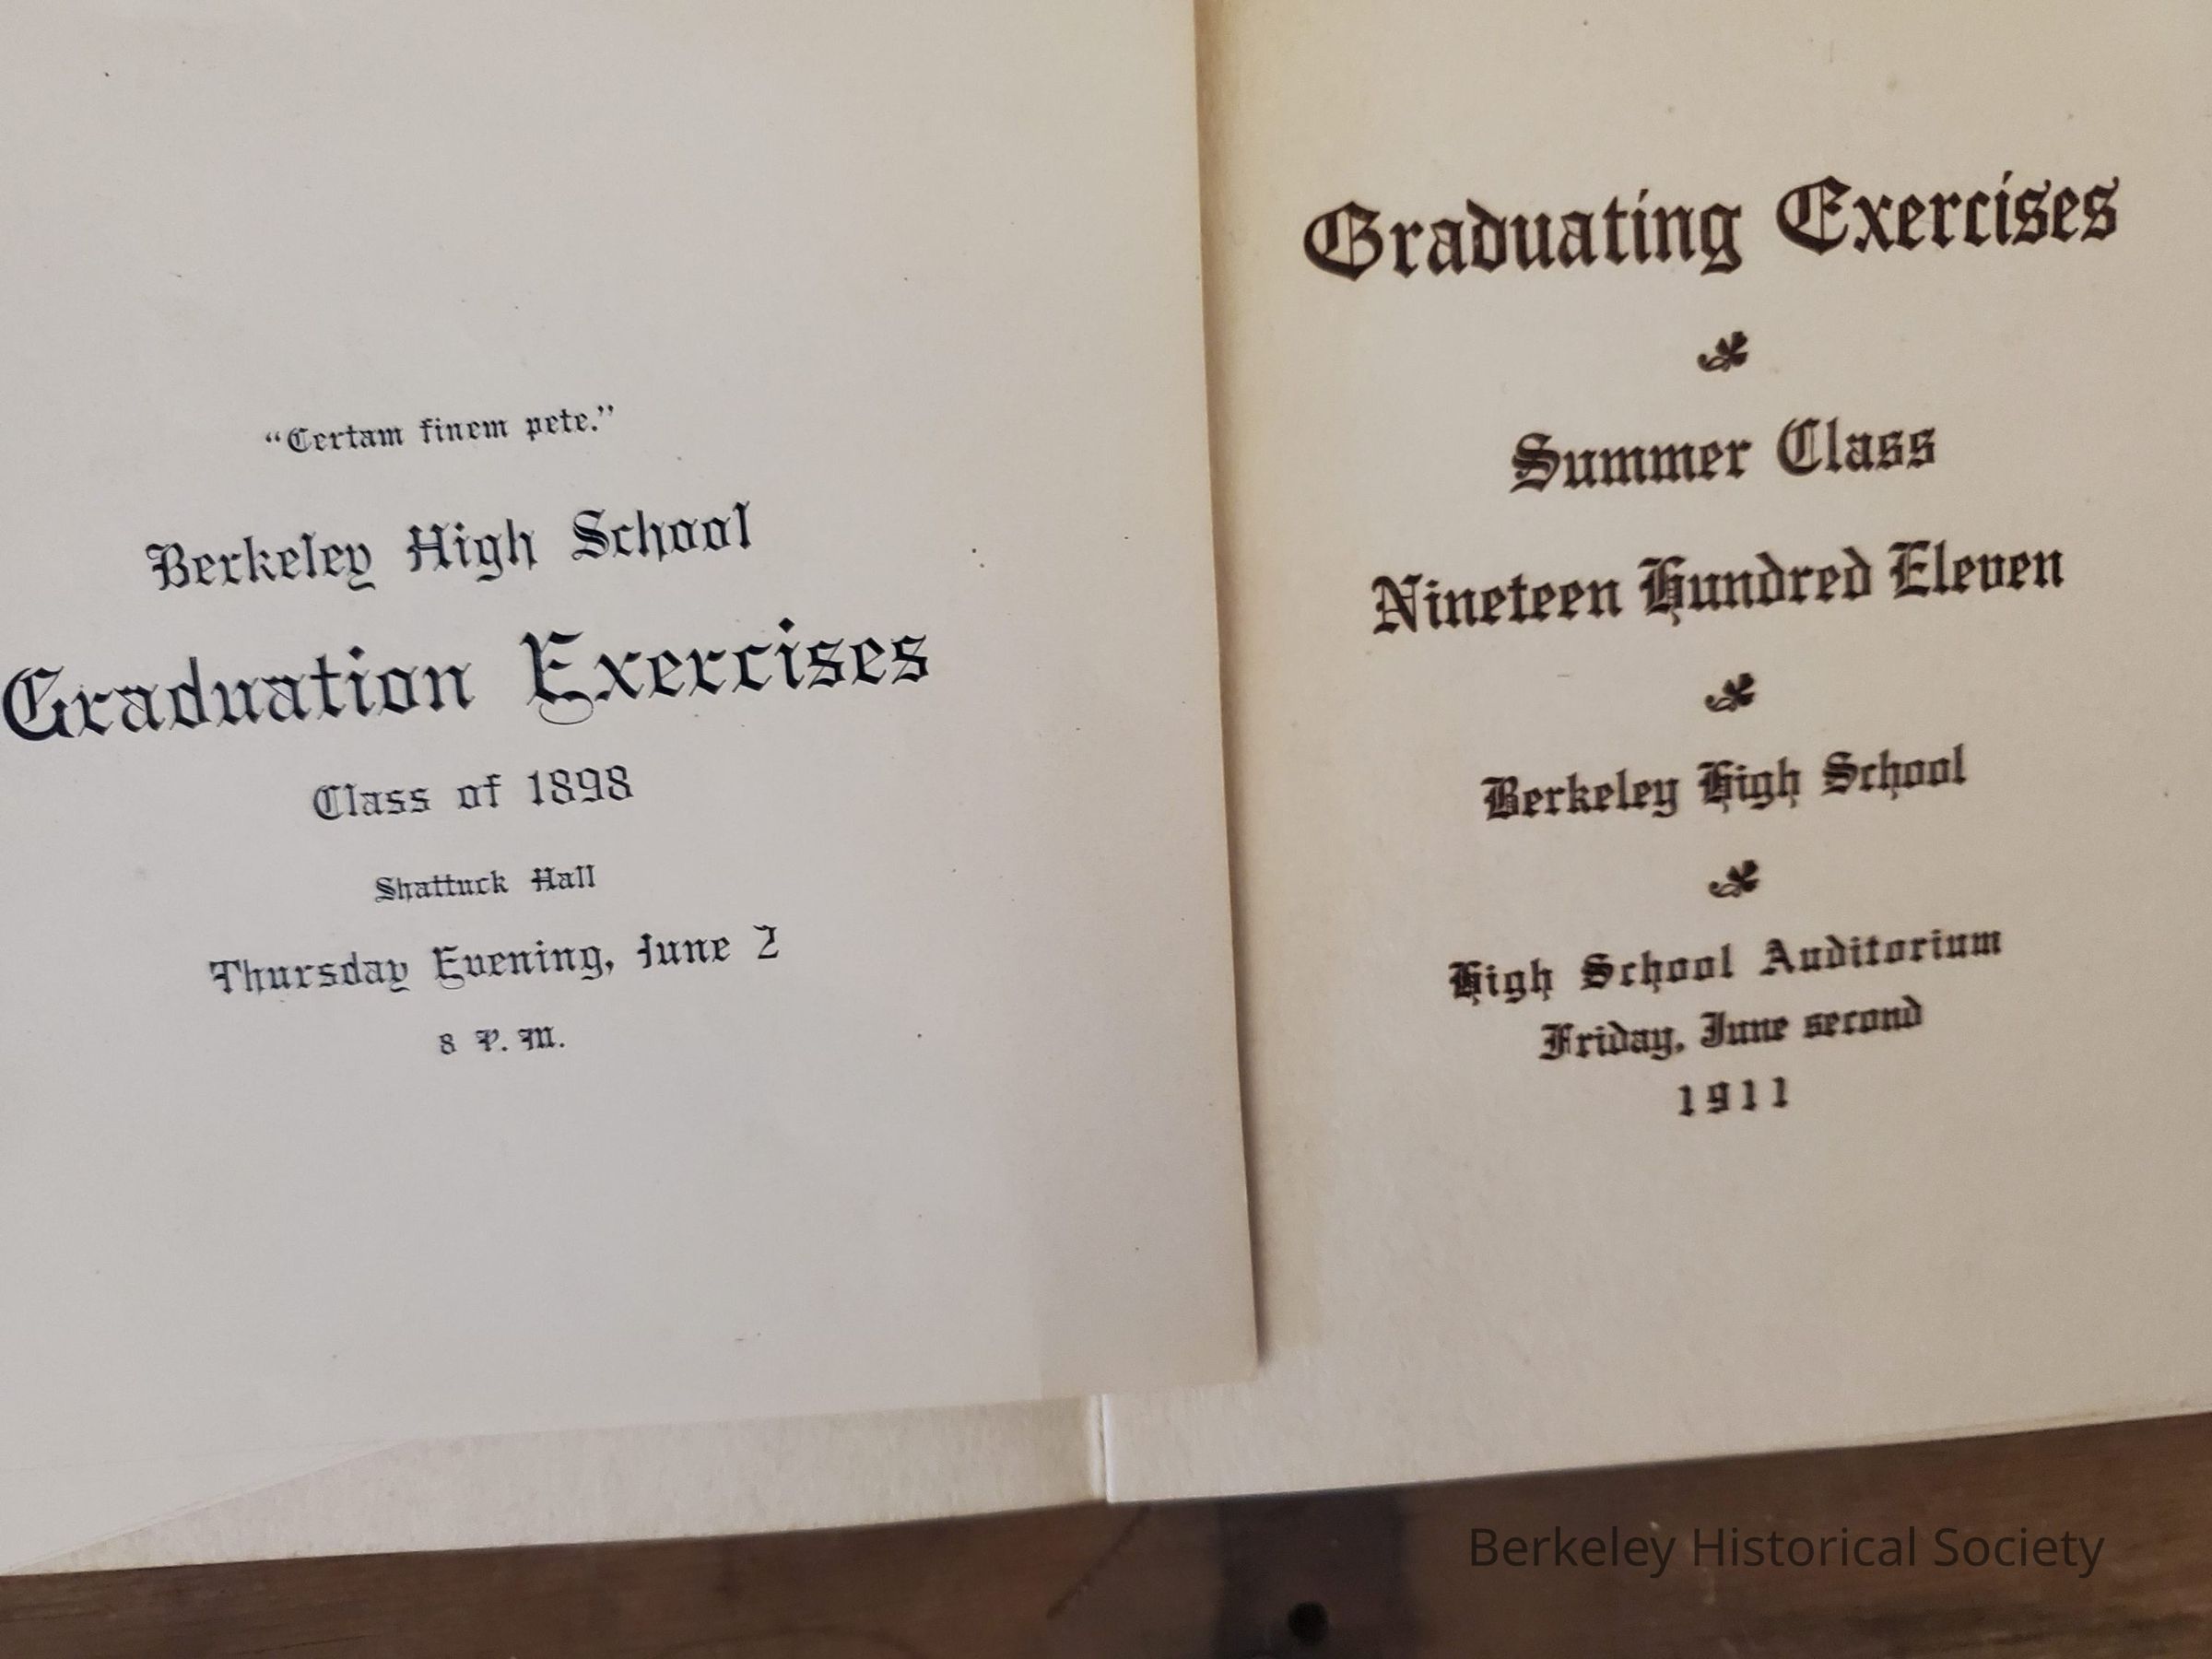 "Certam finem pete."
Berkeley High School
Graduation Exercises
Class of 1898
Shattuck Hall
Thursday Evening, June 2
8 P. M.
Graduating Exercises
Summer Class
Nineteen Hundred Eleven
Berkeley High School
High School Auditorium
Friday, June second
1911
Berkeley Historical Society